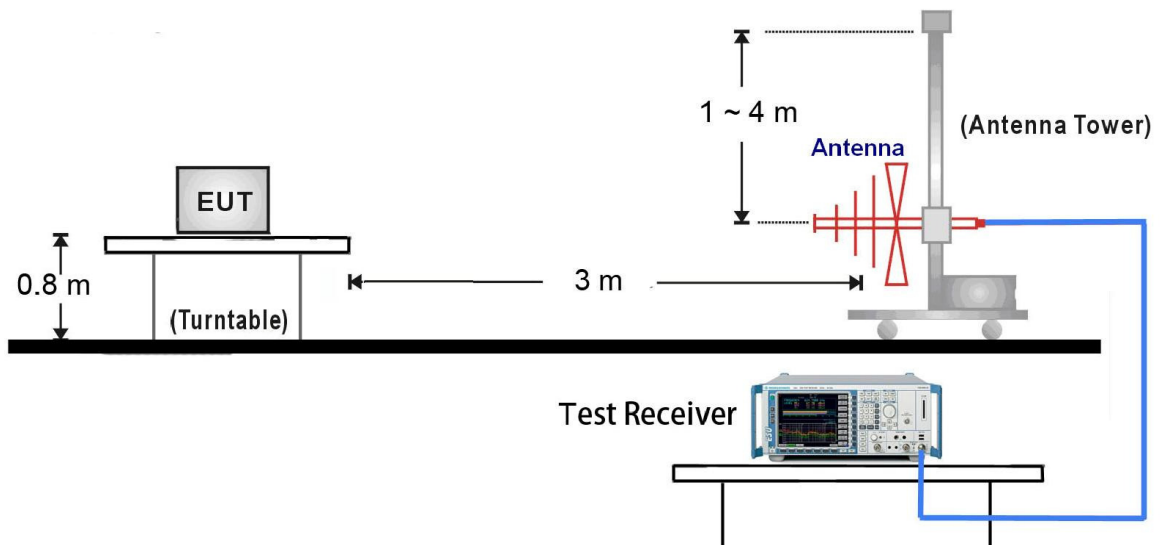 1 ~ 4 m
(Antenna Tower)
Antenna
EUT
0.8 m
3 m
(Turntable)
Test Receiver